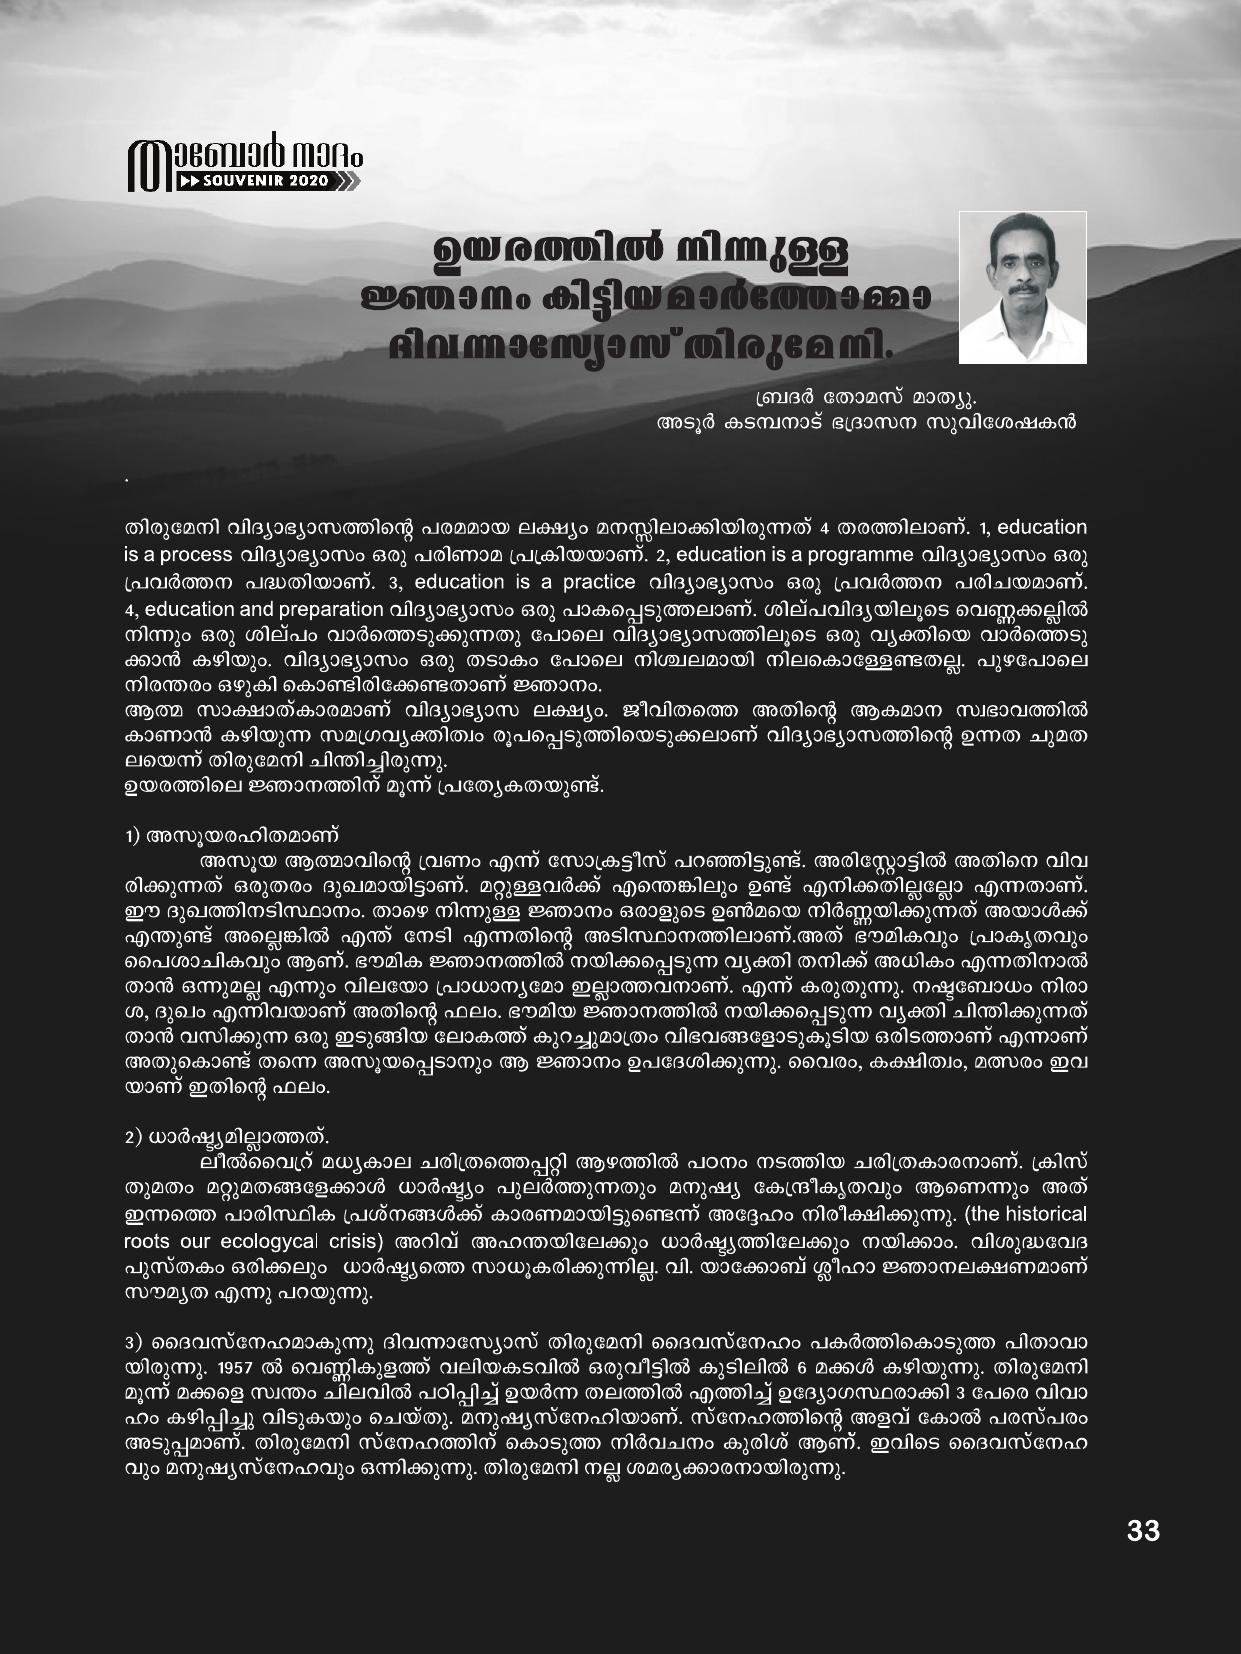 താബോർ നാദം
SOUVENIR 2020
ഉയരത്തിൽ നിന്നുള്ള
ജ്ഞാനം കിട്ടിയമാർത്തോമ്മാ
ദിവന്നാസ്യോസ് തിരുമേനി.
ബ്രദർ തോമസ് മാത്യു.
അടൂർ കടമ്പനാട് ഭദ്രാസന സുവിശേഷകൻ
.
തിരുമേനി വിദ്യാഭ്യാസത്തിന്റെ പരമമായ ലക്ഷ്യം മനസ്സിലാക്കിയിരുന്നത് 4 തരത്തിലാണ്. 1, education
is a process വിദ്യാഭ്യാസം ഒരു പരിണാമ പ്രക്രിയയാണ്. 2, education is a programme വിദ്യാഭ്യാസം ഒരു
പ്രവർത്തന പദ്ധതിയാണ്. 3, education is a practice വിദ്യാഭ്യാസം ഒരു പ്രവർത്തന പരിചയമാണ്.
4, education and preparation വിദ്യാഭ്യാസം ഒരു പാകപ്പെടുത്തലാണ്. ശില്പവിദ്യയിലൂടെ വെണ്ണക്കല്ലിൽ
നിന്നും ഒരു ശില്പം വാർത്തെടുക്കുന്നതു പോലെ വിദ്യാഭ്യാസത്തിലൂടെ ഒരു വ്യക്തിയെ വാർത്തെടു
ക്കാൻ കഴിയും. വിദ്യാഭ്യാസം ഒരു തടാകം പോലെ നിശ്ചലമായി നിലകൊള്ളേണ്ടതല്ല. പുഴപോലെ
നിരന്തരം ഒഴുകി കൊണ്ടിരിക്കേണ്ടതാണ് ജ്ഞാനം.
ആത്മ സാക്ഷാത്കാരമാണ് വിദ്യാഭ്യാസ ലക്ഷ്യം. ജീവിതത്തെ അതിന്റെ ആകമാന സ്വഭാവത്തിൽ
കാണാൻ കഴിയുന്ന സമഗ്രവ്യക്തിത്വം രൂപപ്പെടുത്തിയെടുക്കലാണ് വിദ്യാഭ്യാസത്തിന്റെ ഉന്നത ചുമത
ലയെന്ന് തിരുമേനി ചിന്തിച്ചിരുന്നു.
ഉയരത്തിലെ ജ്ഞാനത്തിന് മൂന്ന് പ്രത്യേകതയുണ്ട്.
1) അസൂയരഹിതമാണ്
അസൂയ ആത്മാവിന്റെ വ്രണം എന്ന് സോക്രട്ടീസ് പറഞ്ഞിട്ടുണ്ട്. അരിസ്റ്റോട്ടിൽ അതിനെ വിവ
രിക്കുന്നത് ഒരുതരം ദുഖമായിട്ടാണ്. മറ്റുള്ളവർക്ക് എന്തെങ്കിലും ഉണ്ട് എനിക്കതില്ലല്ലോ എന്നതാണ്.
ഈ ദുഖത്തിനടിസ്ഥാനം. താഴെ നിന്നുള്ള ജ്ഞാനം ഒരാളുടെ ഉൺമയെ നിർണ്ണയിക്കുന്നത് അയാൾക്ക്
എന്തുണ്ട് അല്ലെങ്കിൽ എന്ത് നേടി എന്നതിന്റെ അടിസ്ഥാനത്തിലാണ്.അത് ഭൗമികവും പ്രാകൃതവും
പൈശാചികവും ആണ്. ഭൗമിക ജ്ഞാനത്തിൽ നയിക്കപ്പെടുന്ന വ്യക്തി തനിക്ക് അധികം എന്നതിനാൽ
താൻ ഒന്നുമല്ല എന്നും വിലയോ പ്രാധാന്യമോ ഇല്ലാത്തവനാണ്. എന്ന് കരുതുന്നു. നഷ്ടബോധം നിരാ
ശ, ദുഖം എന്നിവയാണ് അതിന്റെ ഫലം. ഭൗമിയ ജ്ഞാനത്തിൽ നയിക്കപ്പെടുന്ന വ്യക്തി ചിന്തിക്കുന്നത്
താൻ വസിക്കുന്ന ഒരു ഇടുങ്ങിയ ലോകത്ത് കുറച്ചുമാത്രം വിഭവങ്ങളോടുകൂടിയ ഒരിടത്താണ് എന്നാണ്
അതുകൊണ്ട് തന്നെ അസൂയപ്പെടാനും ആ ജ്ഞാനം ഉപദേശിക്കുന്നു. വൈരം, കക്ഷിത്വം, മത്സരം ഇവ
യാണ് ഇതിന്റെ ഫലം.
2) ധാർഷ്ട്യമില്ലാത്തത്.
ലീൽവൈറ്റ് മധ്യകാല ചരിത്രത്തെപ്പറ്റി ആഴത്തിൽ പഠനം നടത്തിയ ചരിത്രകാരനാണ്. ക്രിസ്
തുമതം മറ്റുമതങ്ങളേക്കാൾ ധാർഷ്ട്യം പുലർത്തുന്നതും മനുഷ്യ കേന്ദ്രീകൃതവും ആണെന്നും അത്
ഇന്നത്തെ പാരിസ്ഥിക പ്രശ്നങ്ങൾക്ക് കാരണമായിട്ടുണ്ടെന്ന് അദ്ദേഹം നിരീക്ഷിക്കുന്നു. (the historical
roots our ecologycal crisis) അറിവ് അഹന്തയിലേക്കും ധാർഷ്ട്യത്തിലേക്കും നയിക്കാം. വിശുദ്ധവേദ
പുസ്തകം ഒരിക്കലും ധാർഷ്ട്യത്തെ സാധൂകരിക്കുന്നില്ല. വി. യാക്കോബ് ശ്ലീഹാ ജ്ഞാനലക്ഷണമാണ്
സൗമ്യത എന്നു പറയുന്നു.
3) ദൈവസ്നേഹമാകുന്നു ദിവന്നാസ്യോസ് തിരുമേനി ദൈവസ്നേഹം പകർത്തികൊടുത്ത പിതാവാ
യിരുന്നു. 1957 ൽ വെണ്ണികുളത്ത് വലിയകടവിൽ ഒരുവീട്ടിൽ കുടിലിൽ 6 മക്കൾ കഴിയുന്നു. തിരുമേനി
മൂന്ന് മക്കളെ സ്വന്തം ചിലവിൽ പഠിപ്പിച്ച് ഉയർന്ന തലത്തിൽ എത്തിച്ച് ഉദ്യോഗസ്ഥരാക്കി 3 പേരെ വിവാ
ഹം കഴിപ്പിച്ചു വിടുകയും ചെയ്തു. മനുഷ്യസ്നേഹിയാണ്. സ്നേഹത്തിന്റെ അളവ് കോൽ പരസ്പരം
അടുപ്പമാണ്. തിരുമേനി സ്നേഹത്തിന് കൊടുത്ത നിർവചനം കുരിശ് ആണ്. ഇവിടെ ദൈവസ്നേഹ
വും മനുഷ്യസ്നേഹവും ഒന്നിക്കുന്നു. തിരുമേനി നല്ല ശമര്യക്കാരനായിരുന്നു.
33